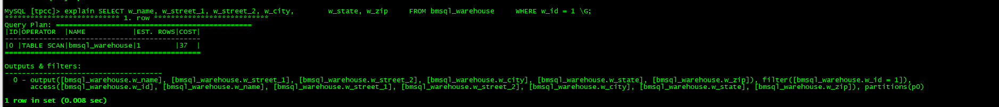 MySQL [tpcc]> explain SELECT w_name, w_street_1, w_street_2, w_city,        w_state, w_zip     FROM bmsql_warehouse     WHERE w_id = 1 \G;
*************************** 1. row ***************************
Query Plan: ==============================================
|ID|OPERATOR  |NAME           |EST. ROWS|COST|
----------------------------------------------
|0 |TABLE SCAN|bmsql_warehouse|1        |37  |
==============================================
Outputs & filters:
-------------------------------------
  0 - output([bmsql_warehouse.w_name], [bmsql_warehouse.w_street_1], [bmsql_warehouse.w_street_2], [bmsql_warehouse.w_city], [bmsql_warehouse.w_state], [bmsql_warehouse.w_zip]), filter([bmsql_warehouse.w_id = 1]),
      access([bmsql_warehouse.w_id], [bmsql_warehouse.w_name], [bmsql_warehouse.w_street_1], [bmsql_warehouse.w_street_2], [bmsql_warehouse.w_city], [bmsql_warehouse.w_state], [bmsql_warehouse.w_zip]), partitions(p0)
1 row in set (0.008 sec)